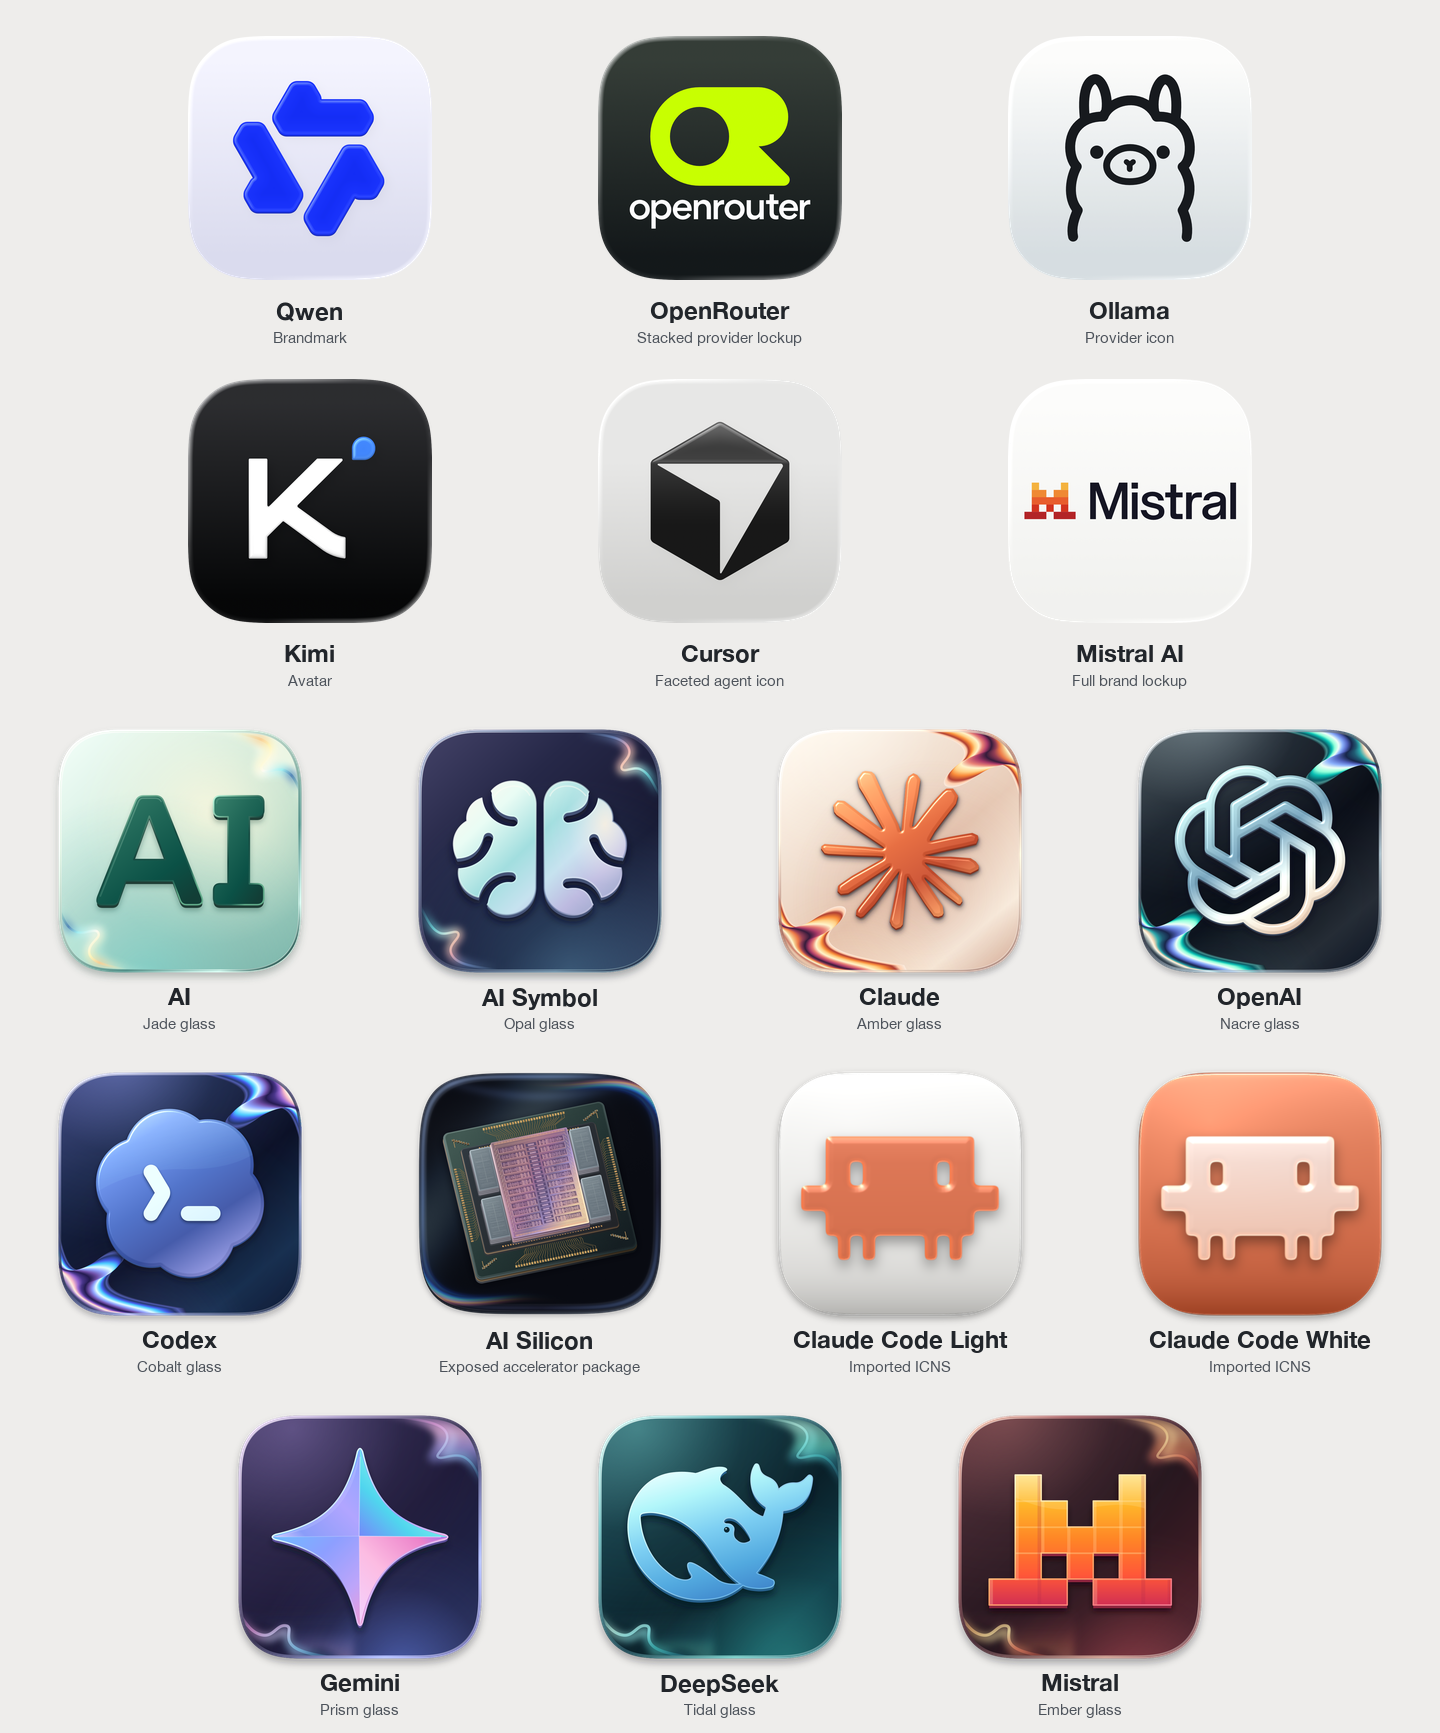 openrouter
Qwen
Brandmark
OpenRouter
Stacked provider lockup
Ollama
Provider icon
K
Mistral
Kimi
Avatar
Cursor
Faceted agent icon
Mistral AI
Full brand lockup
AI
AI
Jade glass
AI Symbol
Opal glass
Claude
Amber glass
OpenAI
Nacre glass
Codex
Cobalt glass
AI Silicon
Exposed accelerator package
Claude Code Light
Imported ICNS
Claude Code White
Imported ICNS
Gemini
Prism glass
DeepSeek
Tidal glass
Mistral
Ember glass